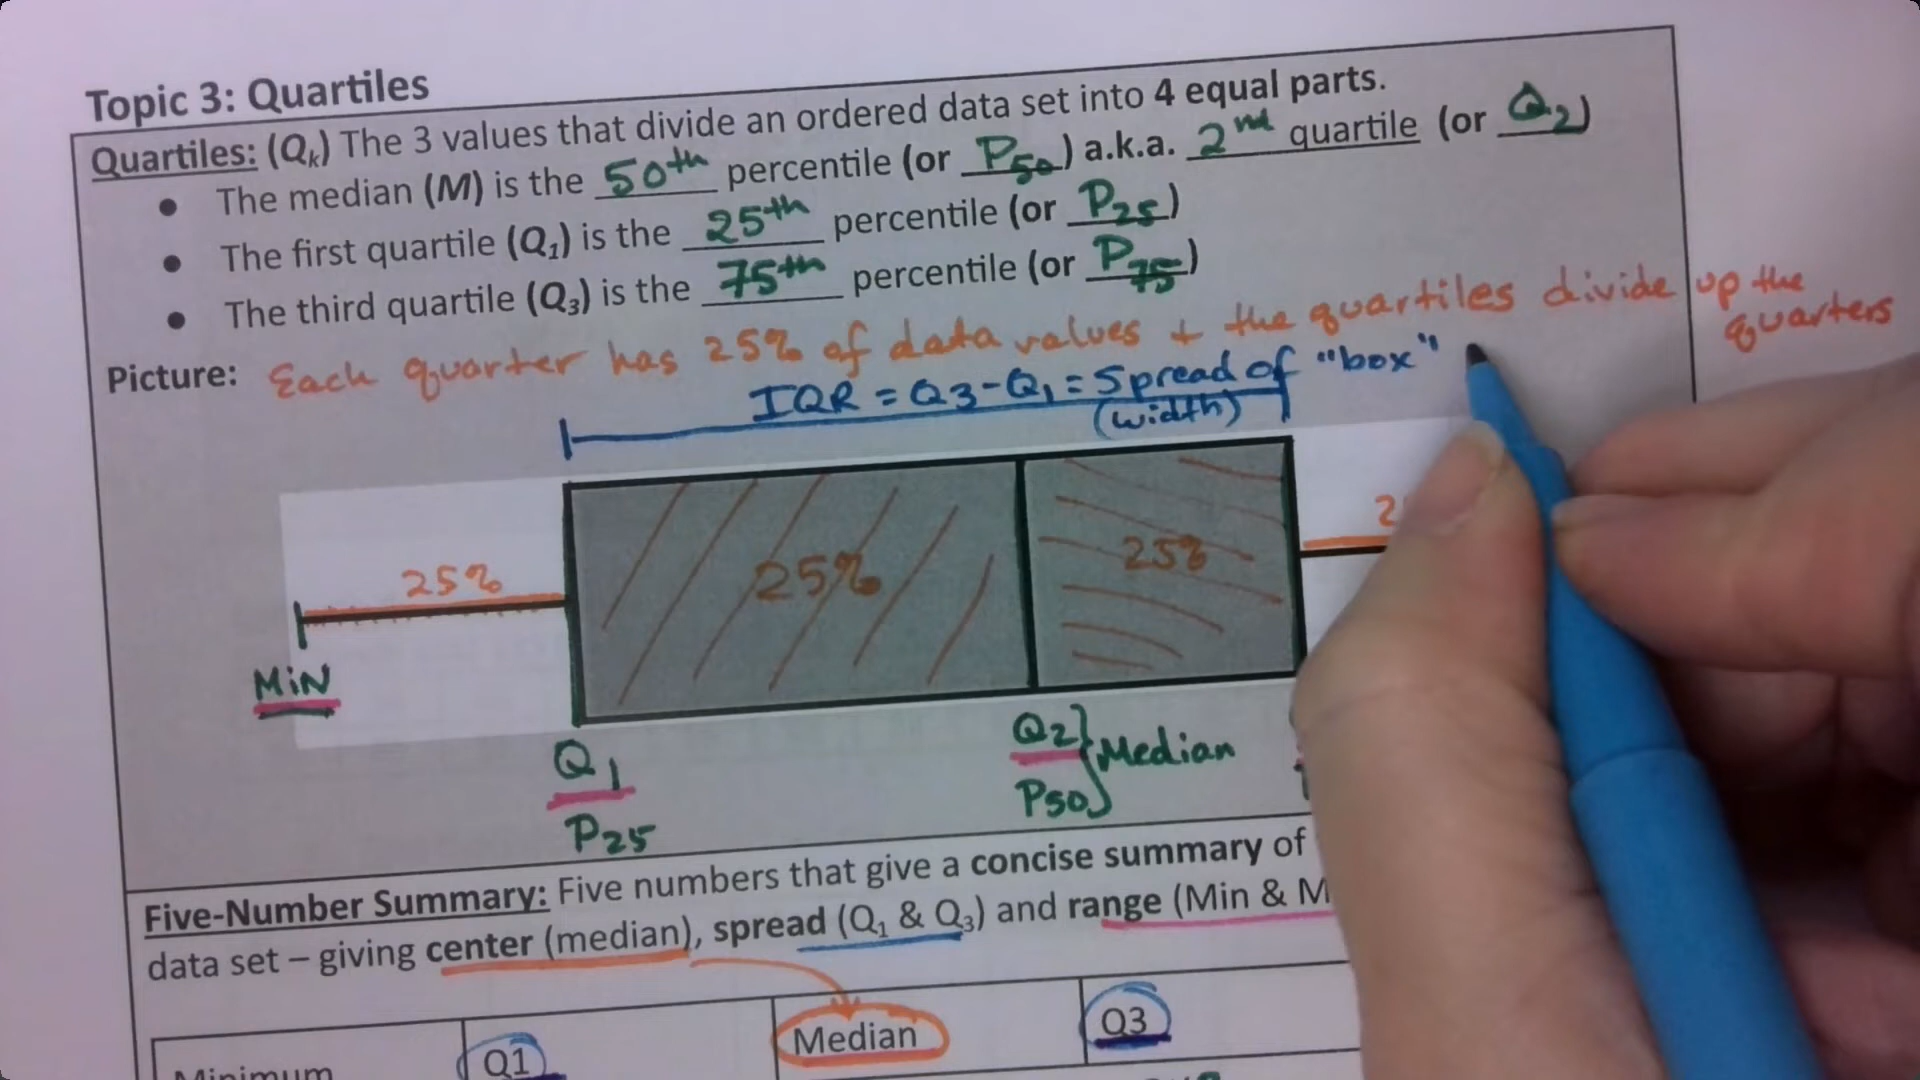 Topic 3: Quartiles
Quartiles: (Qk) The 3 values that divide an ordered data set into 4 equal parts.
• The median (M) is the 50th percentile (or P50) a.k.a. 2nd quartile (or Q2)
• The first quartile (Q1) is the 25th percentile (or P25)
• The third quartile (Q3) is the 75th percentile (or P75)
Picture: Each quarter has 25% of data values + the quartiles divide up the quarters
IQR = Q3-Q1 = Spread of "box"
(width)
25% 25% 25%
MiN
Q1
P25
Q2} Median
P50
Five-Number Summary: Five numbers that give a concise summary of
data set – giving center (median), spread (Q1 & Q3) and range (Min &
Minimum Q1 Median Q3